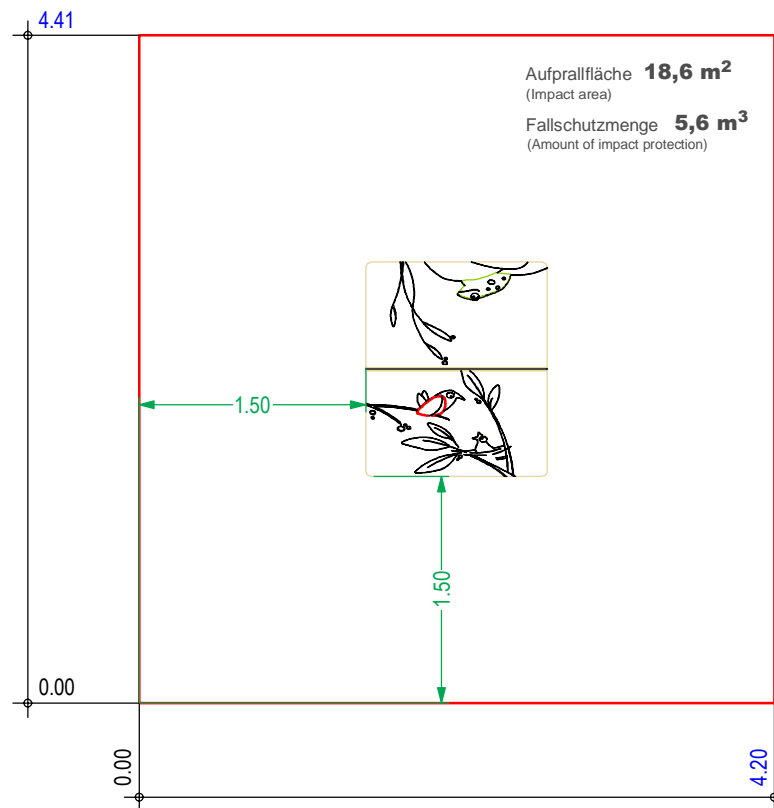 4.41
Aufprallfläche 18,6 m²
(Impact area)
Fallschutzmenge 5,6 m³
(Amount of impact protection)
1.50
1.50
0.00
0.00
4.20